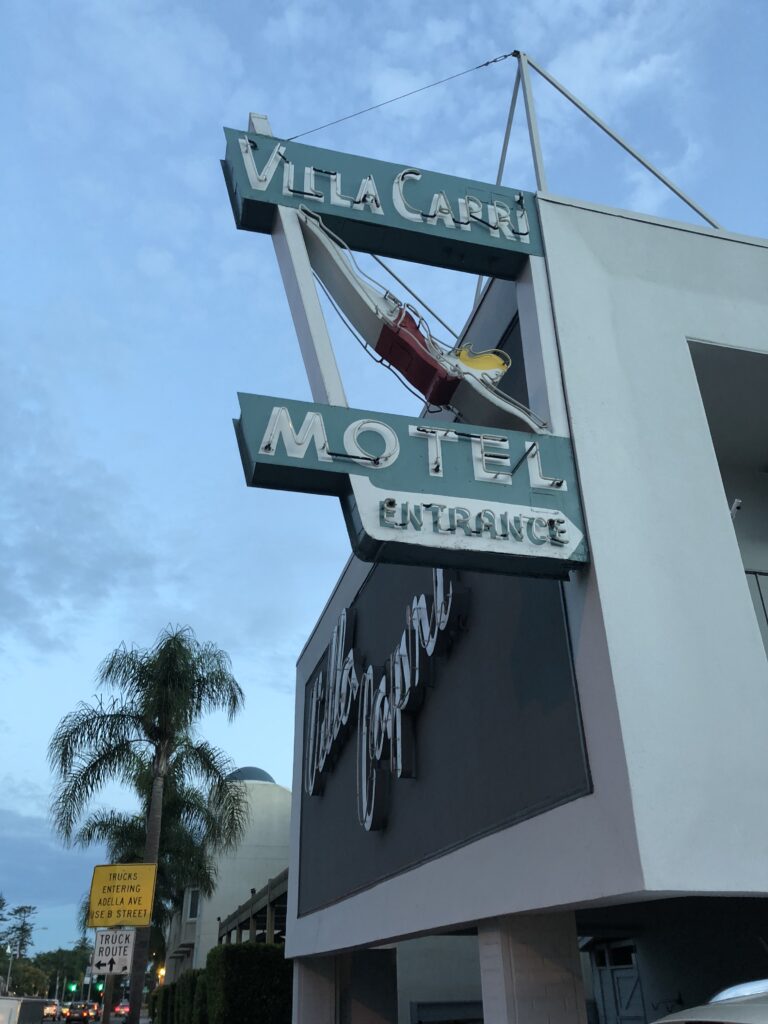 VILLA CAPRI
MOTEL
ENTRANCE
Villa
Capri
TRUCKS
ENTERING
ADELLA AVE
USE B STREET
TRUCK
ROUTE